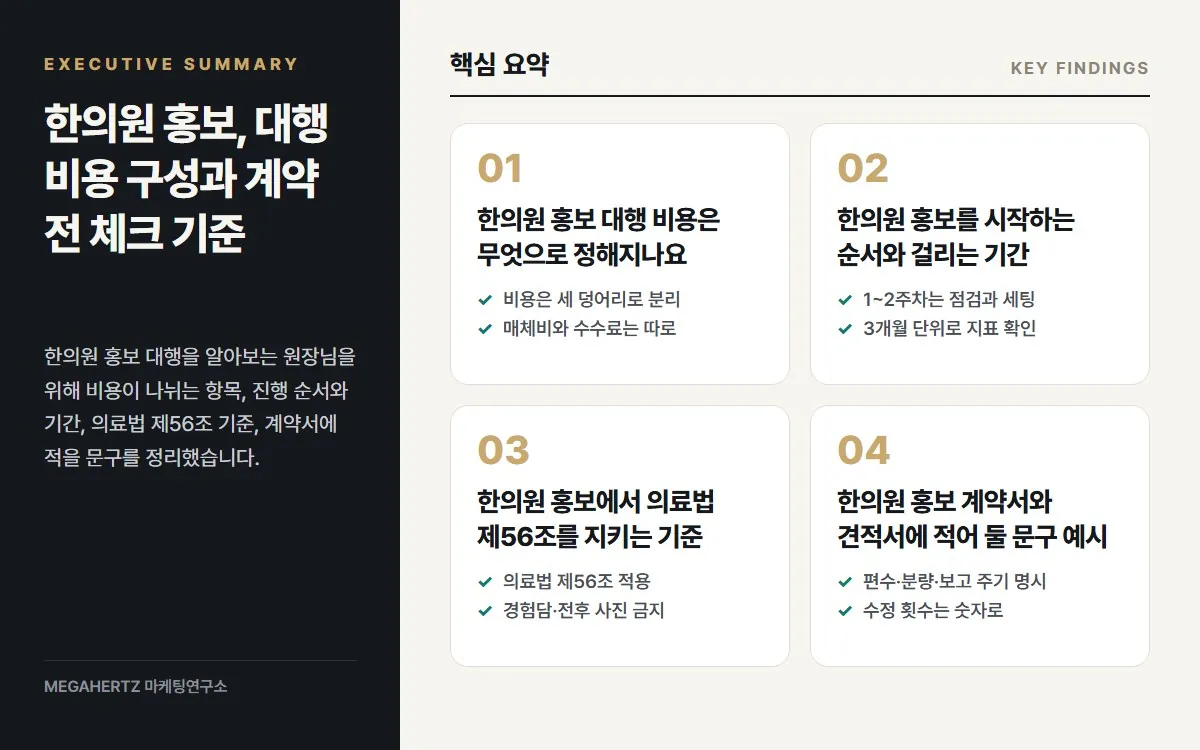 EXECUTIVE SUMMARY
한의원 홍보, 대행
비용 구성과 계약
전 체크 기준
한의원 홍보 대행을 알아보는 원장님을
위해 비용이 나뉘는 항목, 진행 순서와
기간, 의료법 제56조 기준, 계약서에
적을 문구를 정리했습니다.
MEGAHERTZ 마케팅연구소
핵심 요약
KEY FINDINGS
01
한의원 홍보 대행 비용은
무엇으로 정해지나요
비용은 세 덩어리로 분리
매체비와 수수료는 따로
02
한의원 홍보를 시작하는
순서와 걸리는 기간
1~2주차는 점검과 세팅
3개월 단위로 지표 확인
03
한의원 홍보에서 의료법
제56조를 지키는 기준
의료법 제56조 적용
경험담·전후 사진 금지
04
한의원 홍보 계약서와
견적서에 적어 둘 문구 예시
편수·분량·보고 주기 명시
수정 횟수는 숫자로